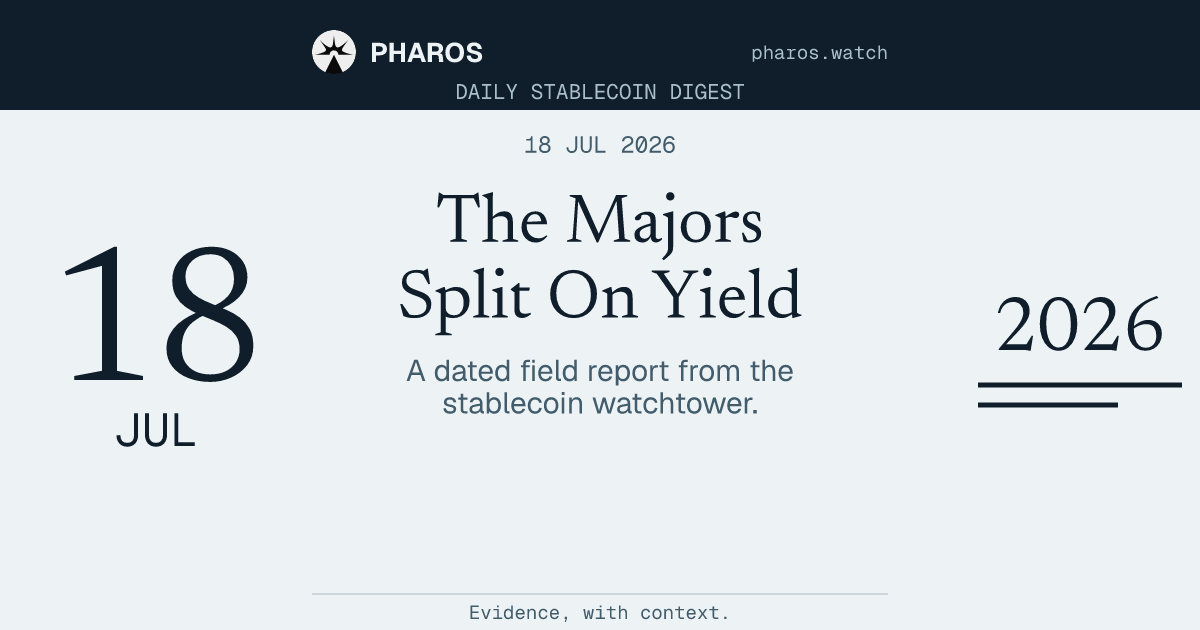 PHAROS
pharos.watch
DAILY STABLECOIN DIGEST
18 JUL 2026
The Majors
Split On Yield
A dated field report from the
stablecoin watchtower.
18
JUL
2026
Evidence, with context.